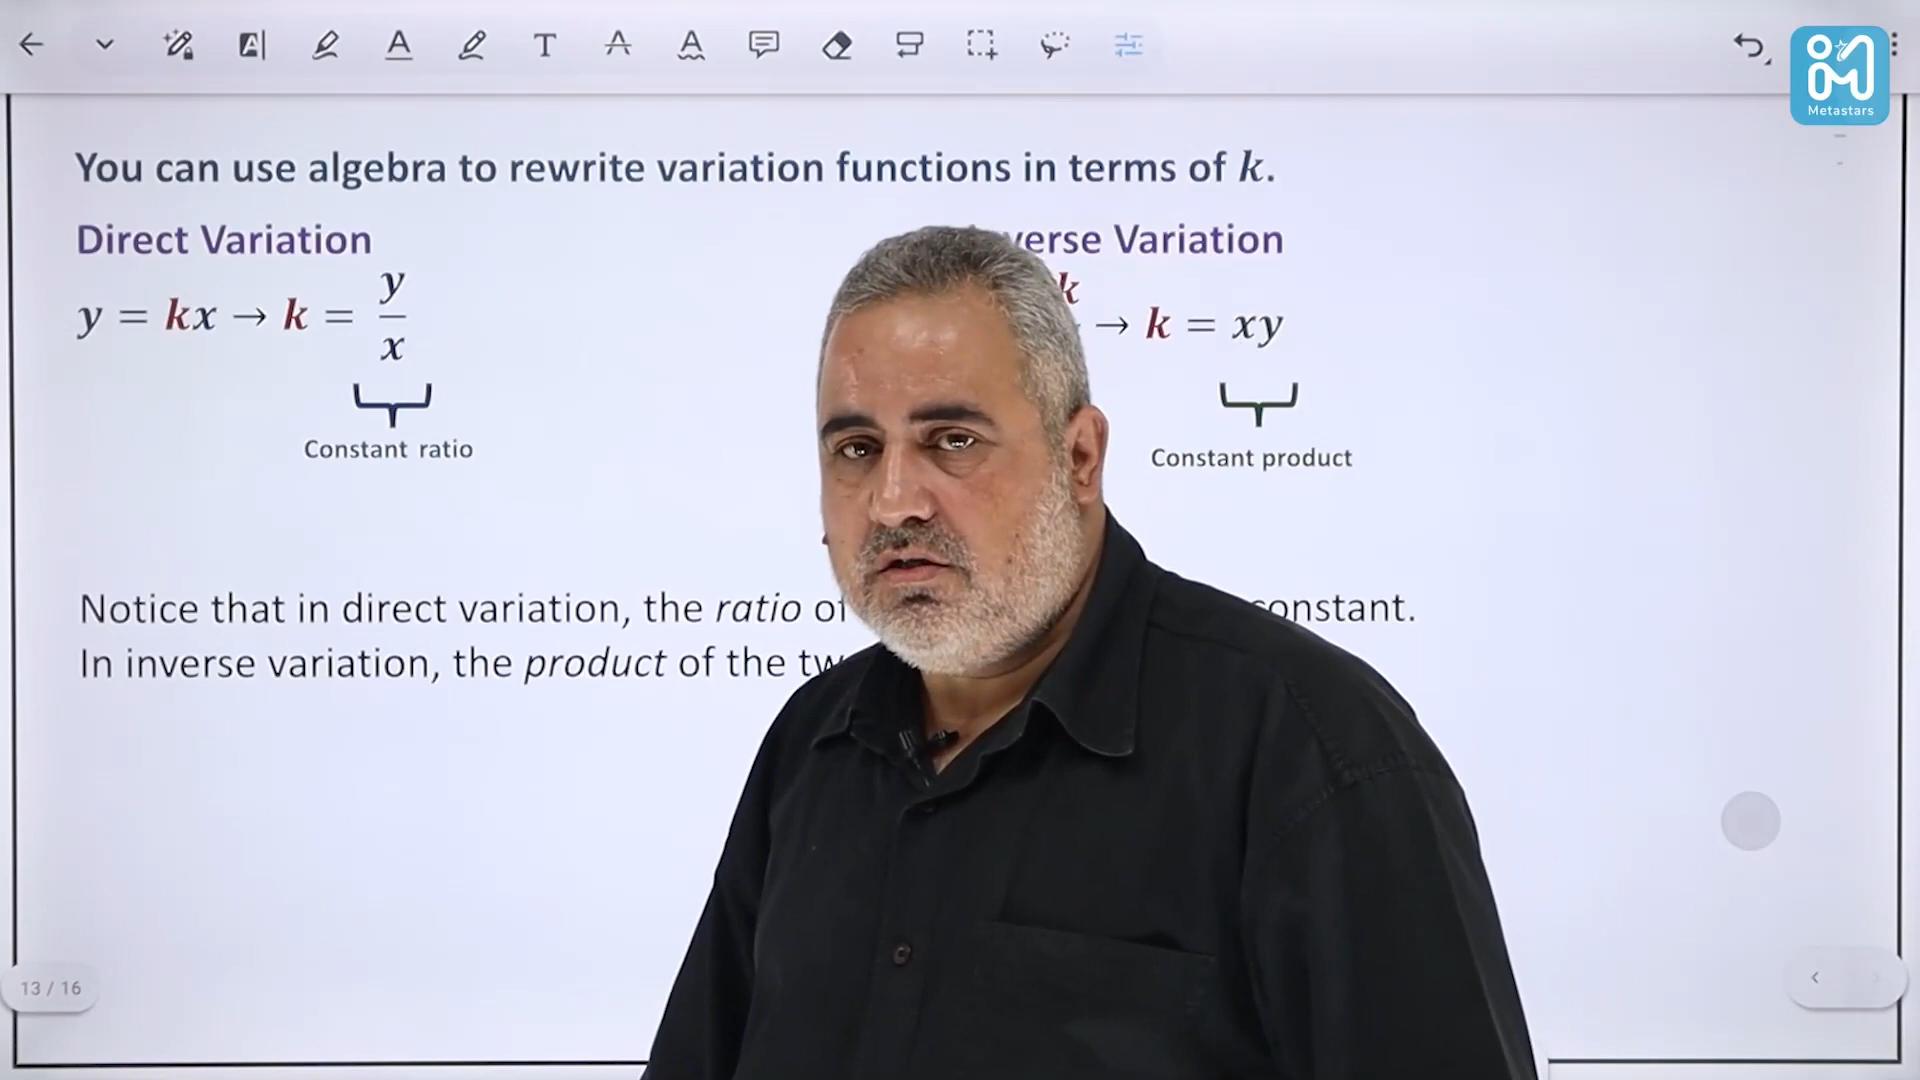 Metastars
You can use algebra to rewrite variation functions in terms of k.
Direct Variation
verse Variation
y = kx → k = y/x
k
→ k = xy
Constant ratio
Constant product
Notice that in direct variation, the ratio of
constant.
In inverse variation, the product of the tw
13 / 16